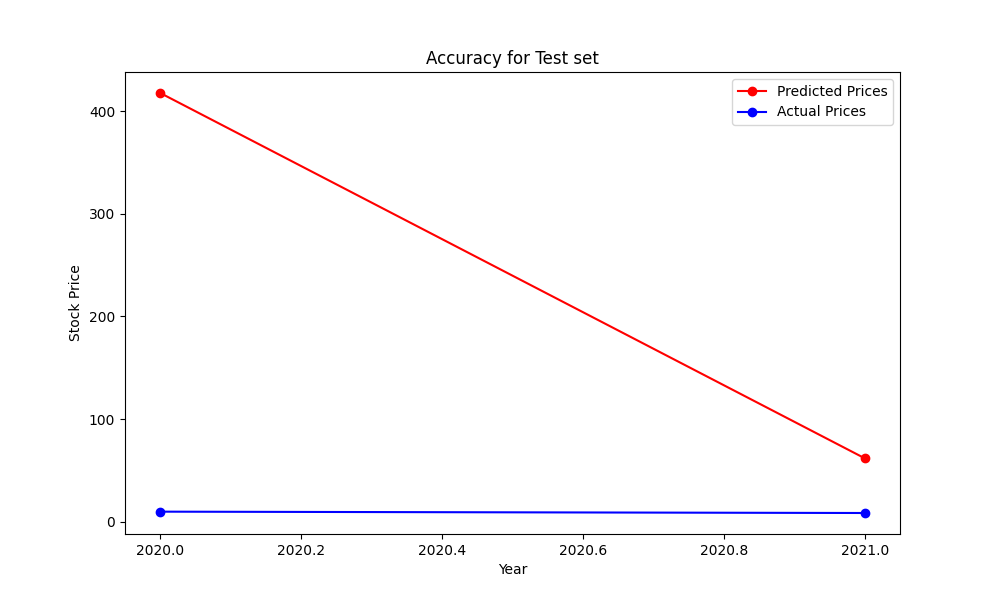 Accuracy for Test set
Predicted Prices
Actual Prices
400
300
200
100
0
Stock Price
2020.0 2020.2 2020.4 2020.6 2020.8 2021.0
Year